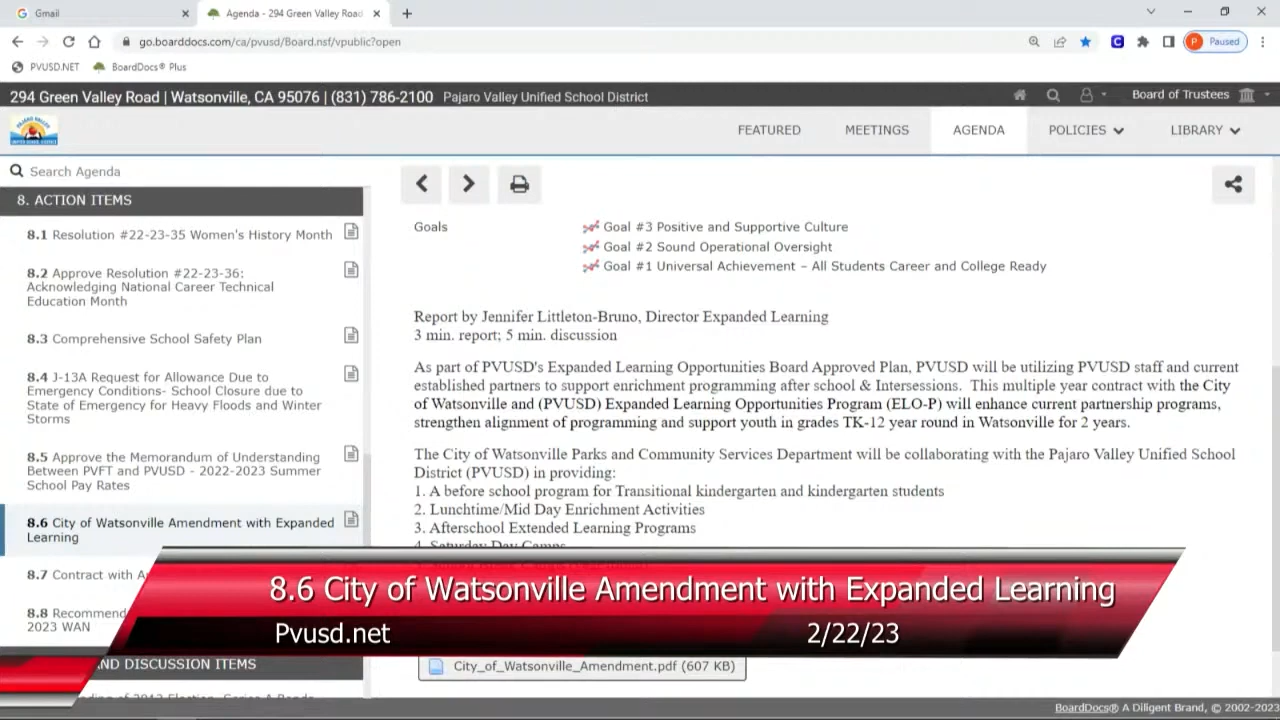 Gmail
Agenda - 294 Green Valley Road
go.boarddocs.com/ca/pvusd/Board.nsf/vpublic?open
P Paused
PVUSD.NET
BoardDocs® Plus
294 Green Valley Road | Watsonville, CA 95076 | (831) 786-2100
Pajaro Valley Unified School District
Board of Trustees
FEATURED
MEETINGS
AGENDA
POLICIES
LIBRARY
Search Agenda
8. ACTION ITEMS
8.1 Resolution #22-23-35 Women's History Month
8.2 Approve Resolution #22-23-36:
Acknowledging National Career Technical
Education Month
8.3 Comprehensive School Safety Plan
8.4 J-13A Request for Allowance Due to
Emergency Conditions- School Closure due to
State of Emergency for Heavy Floods and Winter
Storms
8.5 Approve the Memorandum of Understanding
Between PVFT and PVUSD - 2022-2023 Summer
School Pay Rates
8.6 City of Watsonville Amendment with Expanded
Learning
8.7 Contract with
8.8 Recommend
2023 WAN
AND DISCUSSION ITEMS
Goals
Goal #3 Positive and Supportive Culture
Goal #2 Sound Operational Oversight
Goal #1 Universal Achievement – All Students Career and College Ready
Report by Jennifer Littleton-Bruno, Director Expanded Learning
3 min. report; 5 min. discussion
As part of PVUSD's Expanded Learning Opportunities Board Approved Plan, PVUSD will be utilizing PVUSD staff and current
established partners to support enrichment programming after school & Intersessions. This multiple year contract with the City
of Watsonville and (PVUSD) Expanded Learning Opportunities Program (ELO-P) will enhance current partnership programs,
strengthen alignment of programming and support youth in grades TK-12 year round in Watsonville for 2 years.
The City of Watsonville Parks and Community Services Department will be collaborating with the Pajaro Valley Unified School
District (PVUSD) in providing:
1. A before school program for Transitional kindergarten and kindergarten students
2. Lunchtime/Mid Day Enrichment Activities
3. Afterschool Extended Learning Programs
4. Saturday Day Camps
8.6 City of Watsonville Amendment with Expanded Learning
Pvusd.net
2/22/23
City_of_Watsonville_Amendment.pdf (607 KB)
BoardDocs® A Diligent Brand, © 2002-2023